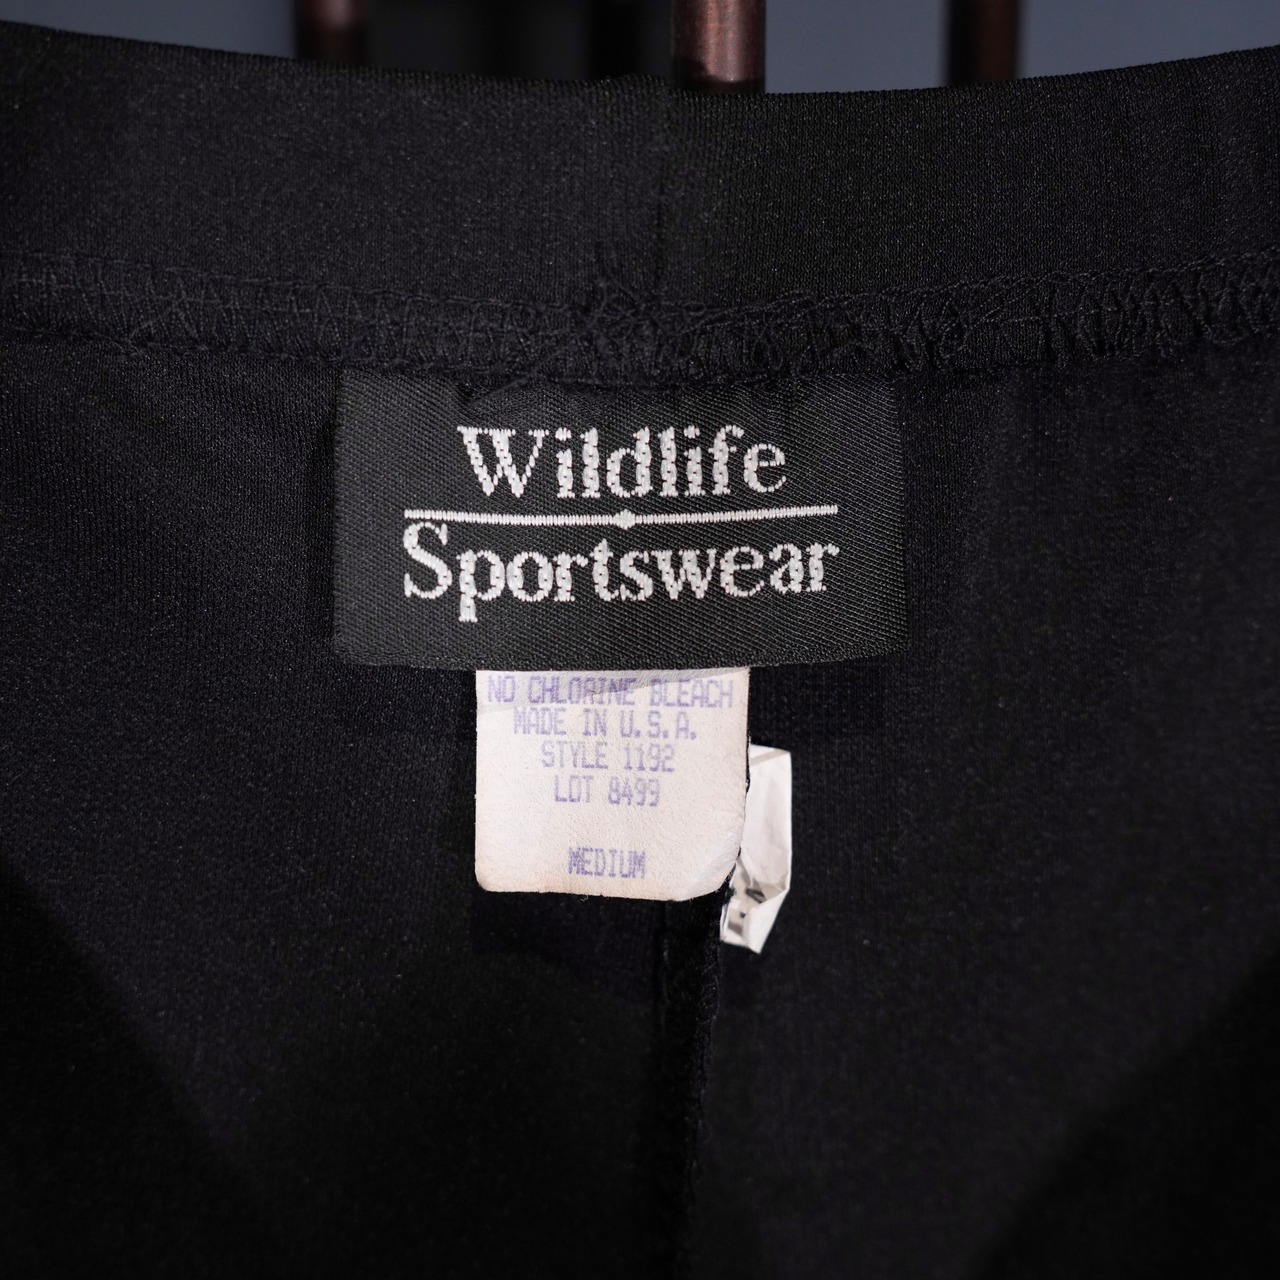 Wildlife
Sportswear
NO CHLORINE BLEACH
MADE IN U.S.A.
STYLE 1192
LOT 8499
MEDIUM